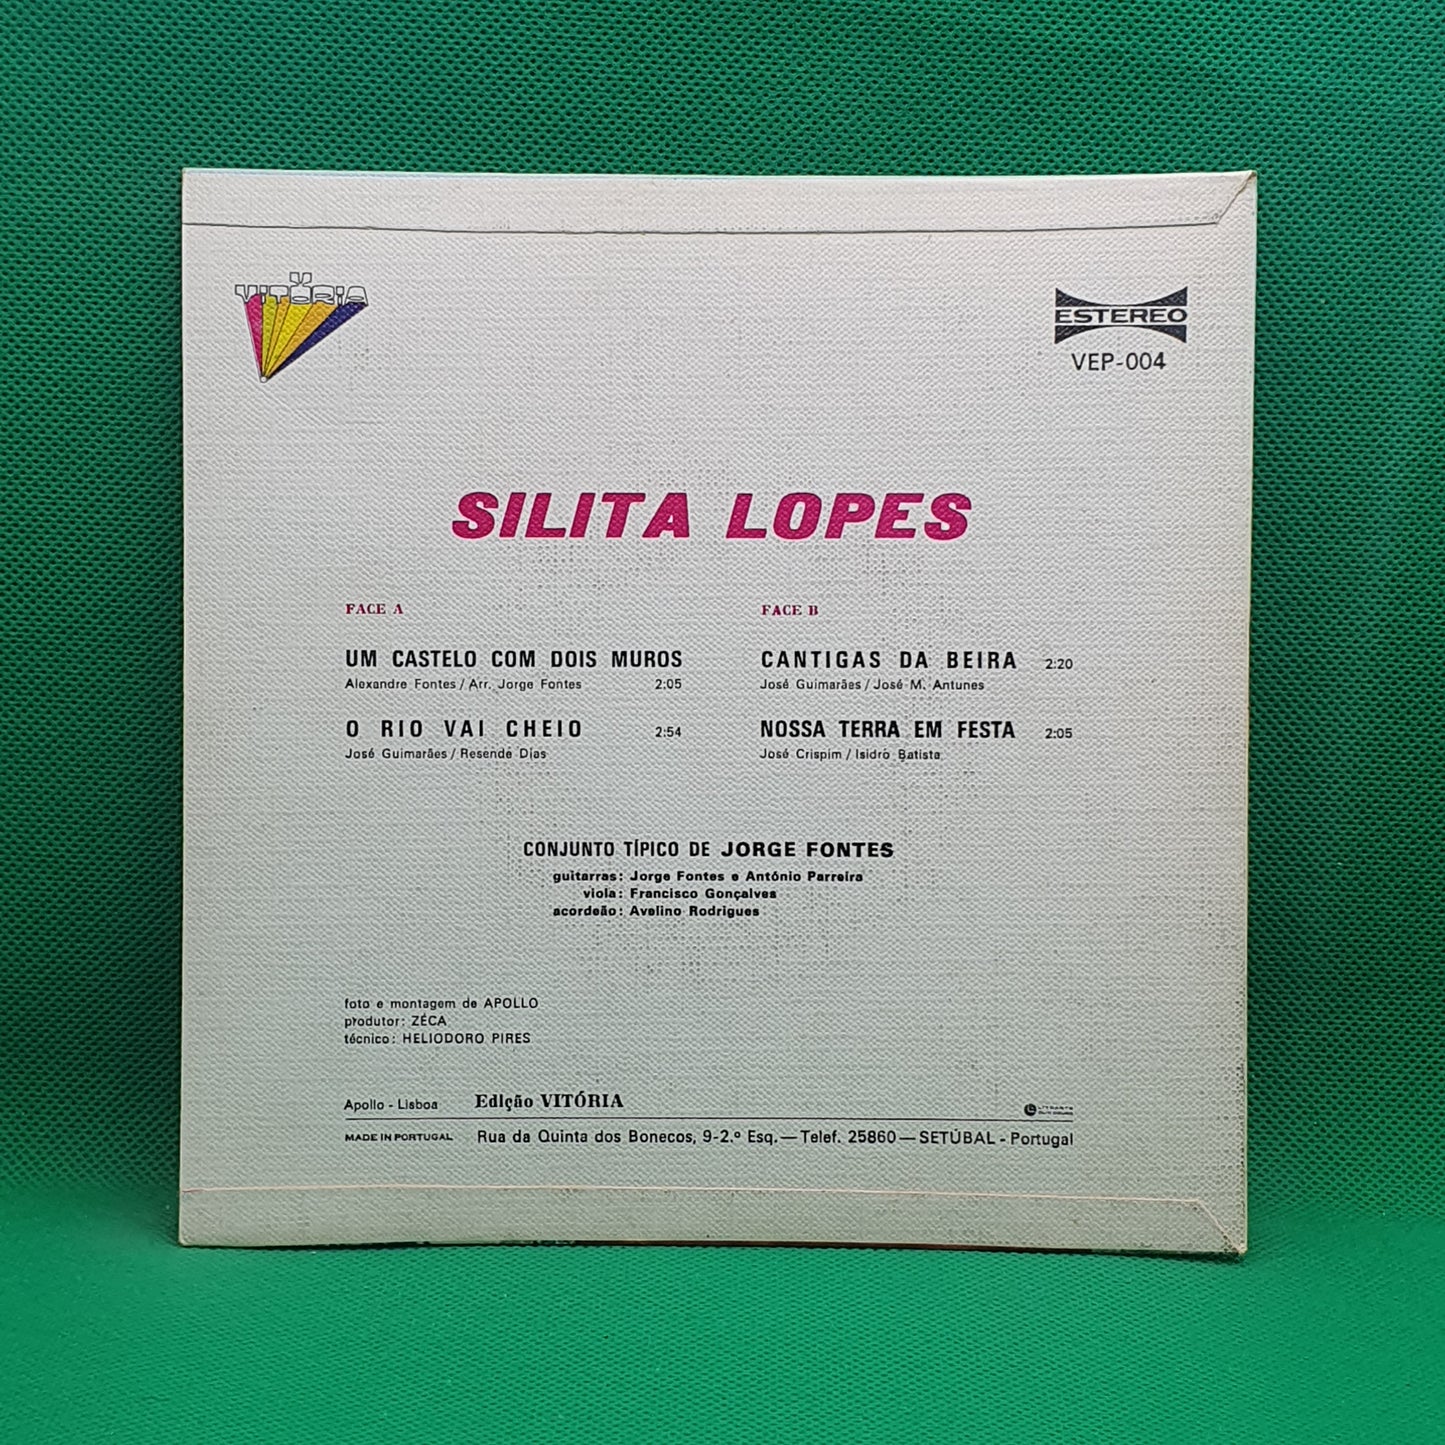 VITÓRIA
ESTEREO
VEP-004
SILITA LOPES
FACE A
UM CASTELO COM DOIS MUROS
Alexandre Fontes / Arr. Jorge Fontes 2:05
O RIO VAI CHEIO 2:54
José Guimarães / Resende Dias
FACE B
CANTIGAS DA BEIRA 2:20
José Guimarães / José M. Antunes
NOSSA TERRA EM FESTA 2:05
José Crispim / Isidro Batista
CONJUNTO TÍPICO DE JORGE FONTES
guitarras: Jorge Fontes e António Parreira
viola: Francisco Gonçalves
acordeão: Avelino Rodrigues
foto e montagem de APOLLO
produtor: ZÉCA
técnico: HELIODORO PIRES
Apollo - Lisboa Edição VITÓRIA
MADE IN PORTUGAL Rua da Quinta dos Bonecos, 9-2.º Esq. — Telef. 25860 — SETÚBAL - Portugal